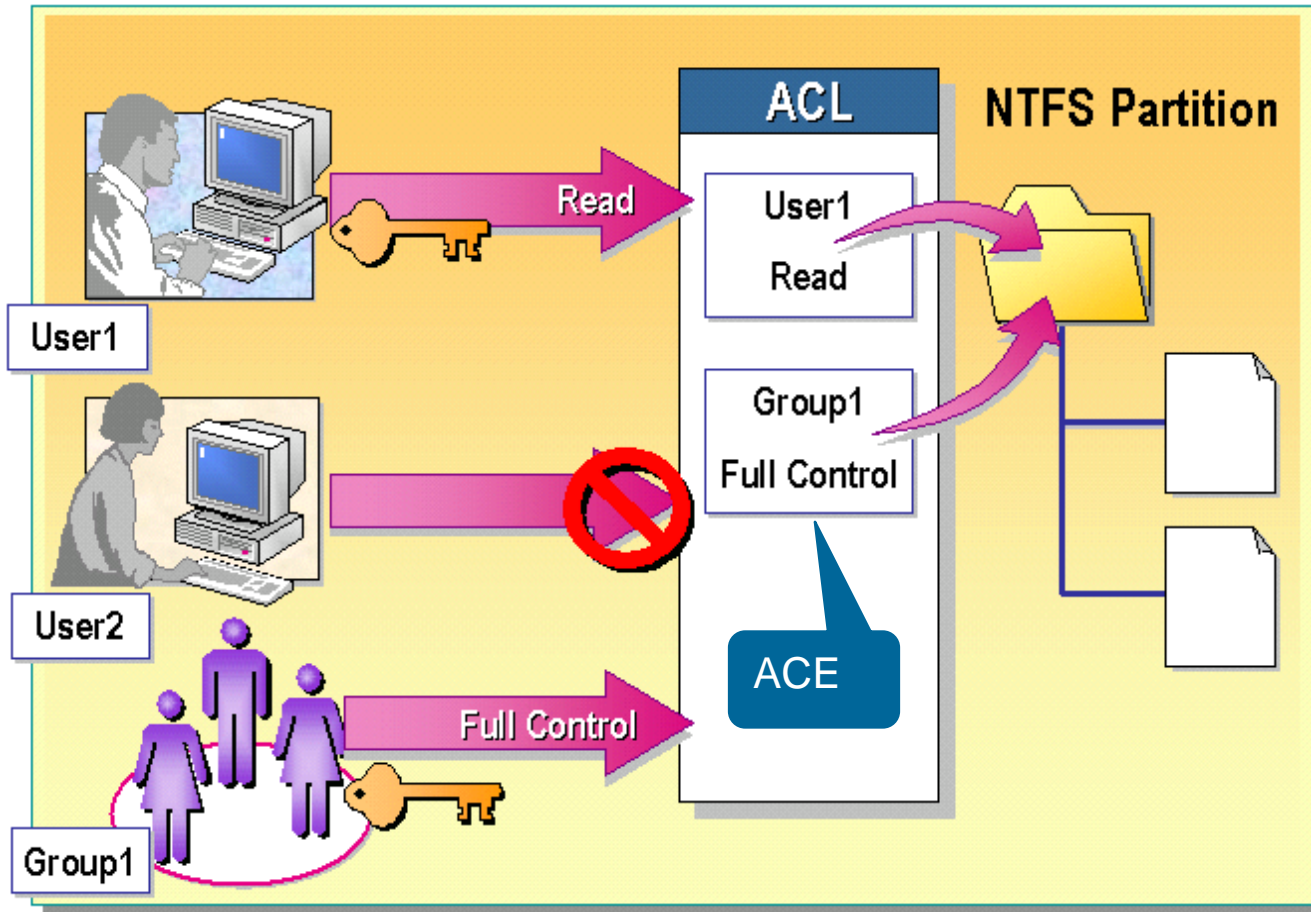 ACL
NTFS Partition
Read
User1
Read
User1
Group1
Full Control
User2
ACE
Full Control
Group1